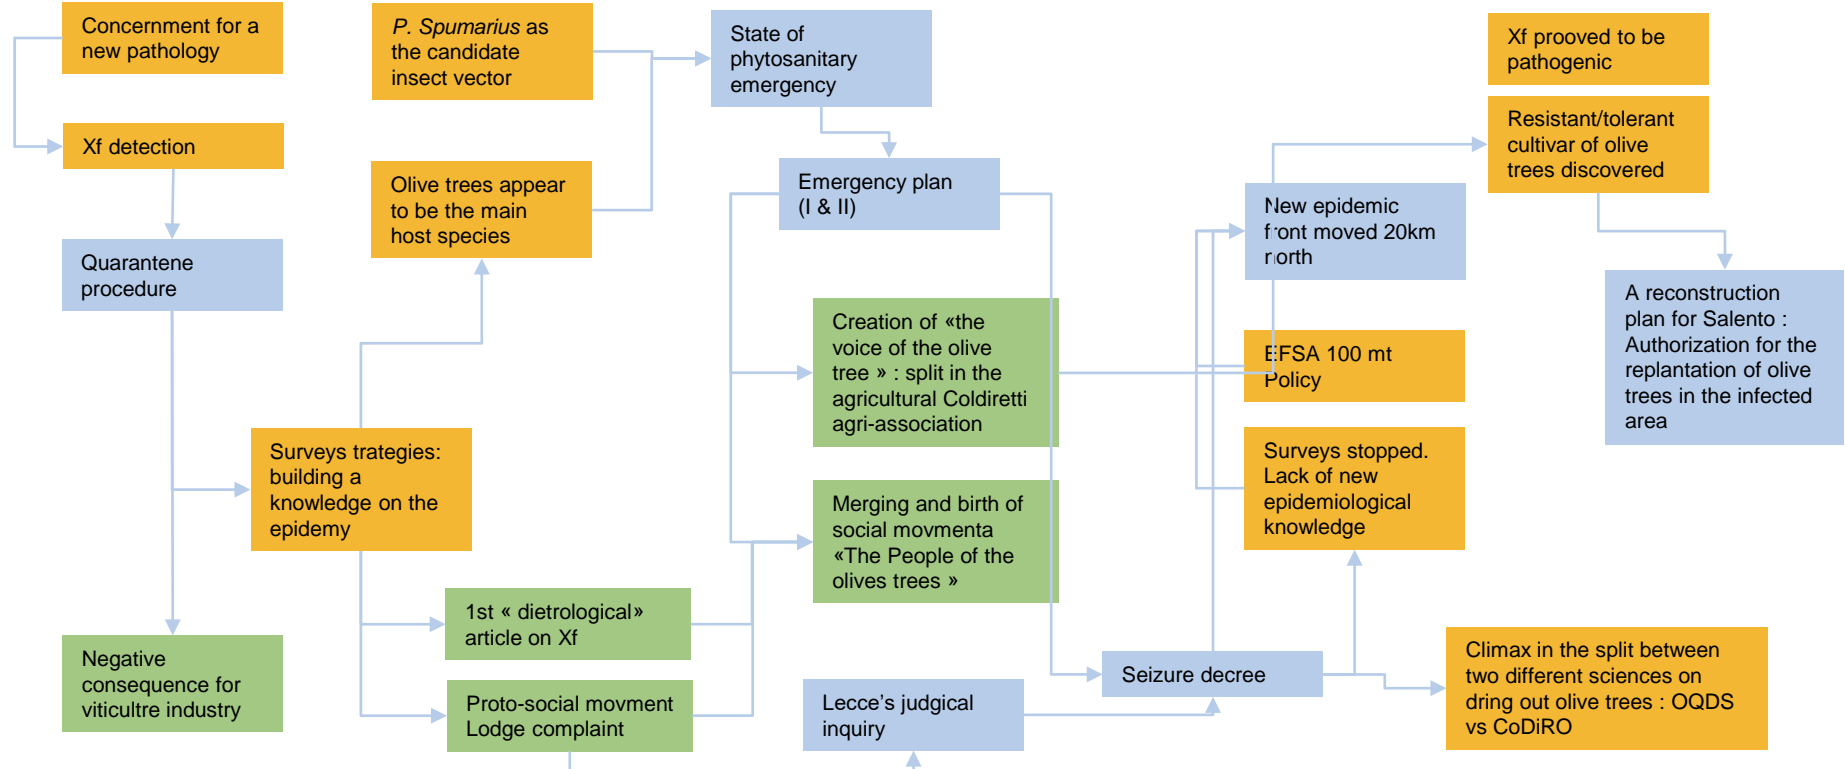 Concernment for a
new pathology
Xf detection
Quarantene
procedure
Negative
consequence for
viticultre industry
P. Spumarius as
the candidate
insect vector
Olive trees appear
to be the main
host species
Surveys trategies:
building a
knowledge on the
epidemy
1st « dietrological»
article on Xf
Proto-social movment
Lodge complaint
State of
phytosanitary
emergency
Emergency plan
(I & II)
Creation of «the
voice of the olive
tree » : split in the
agricultural Coldiretti
agri-association
Merging and birth of
social movmenta
«The People of the
olives trees »
Lecce's judgical
inquiry
Seizure decree
New epidemic
front moved 20km
north
EFSA 100 mt
Policy
Surveys stopped.
Lack of new
epidemiological
knowledge
Climax in the split between
two different sciences on
dring out olive trees : OQDS
vs CoDiRO
Xf prooved to be
pathogenic
Resistant/tolerant
cultivar of olive
trees discovered
A reconstruction
plan for Salento :
Authorization for the
replantation of olive
trees in the infected
area